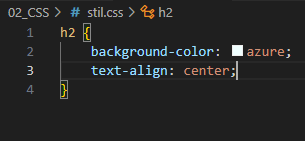 02_CSS > # stil.css > h2
1 h2 {
2 background-color: azure;
3 text-align: center;
4 }